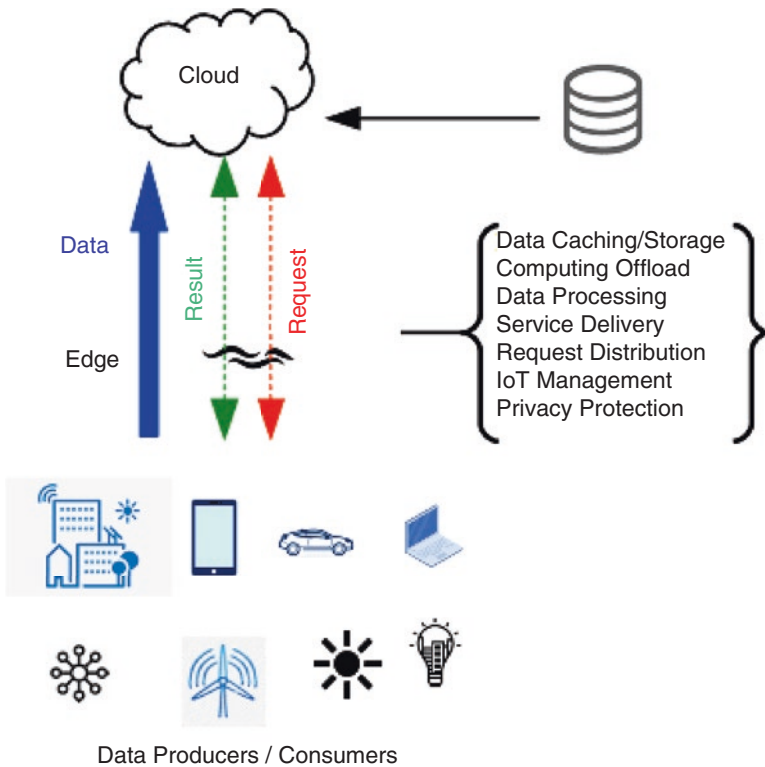 Cloud
Data
Result
Request
Edge
Data Caching/Storage
Computing Offload
Data Processing
Service Delivery
Request Distribution
IoT Management
Privacy Protection
Data Producers / Consumers